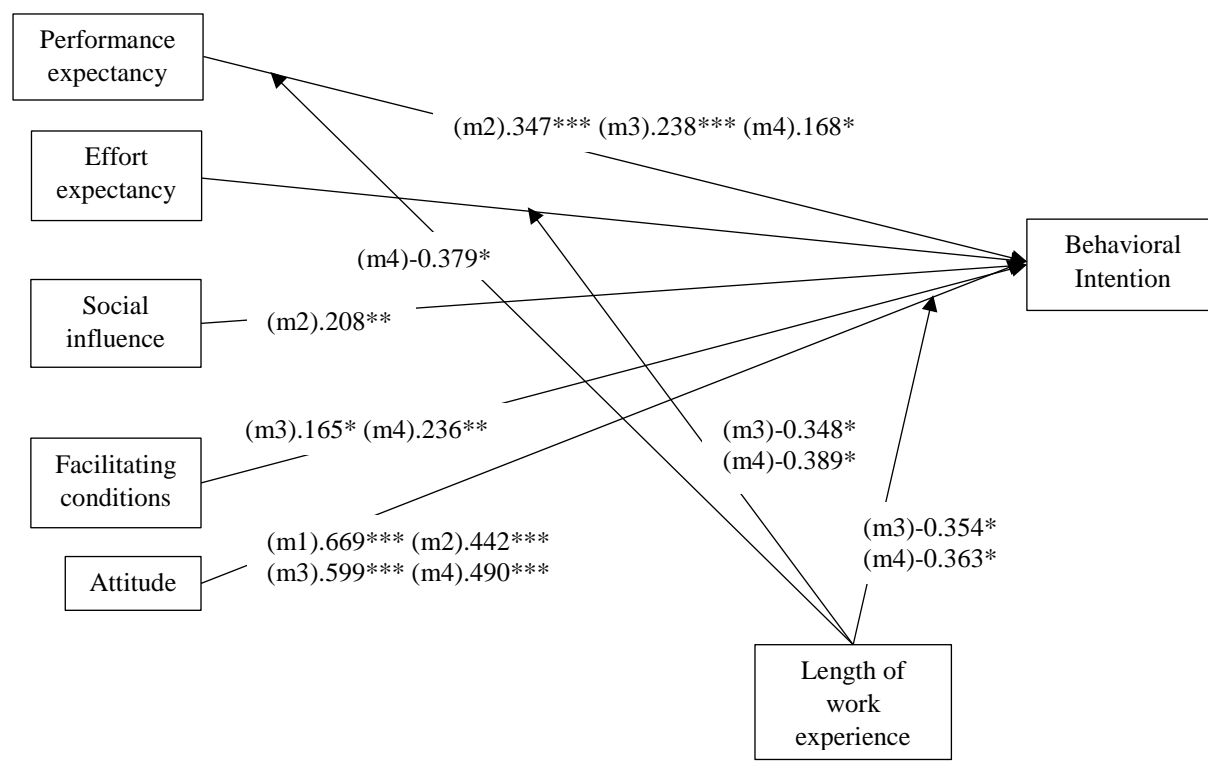 Performance
expectancy
(m2).347*** (m3).238*** (m4).168*
Effort
expectancy
Behavioral
Intention
(m4)-0.379*
Social
influence
(m2).208**
(m3).165* (m4).236**
(m3)-0.348*
(m4)-0.389*
Facilitating
conditions
(m3)-0.354*
(m4)-0.363*
(m1).669*** (m2).442***
(m3).599*** (m4).490***
Attitude
Length of
work
experience